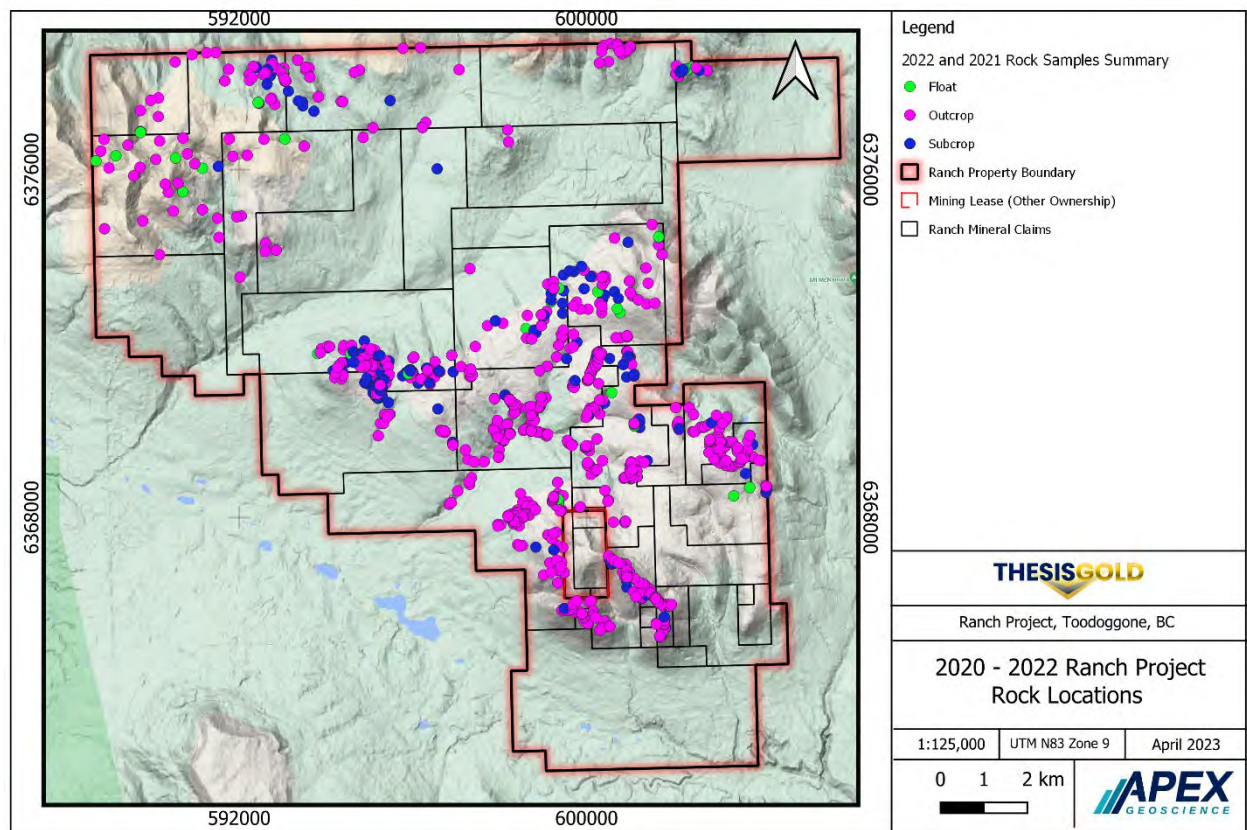 592000
600000
6376000
6376000
6368000
6368000
592000
600000
Legend
2022 and 2021 Rock Samples Summary
Float
Outcrop
Subcrop
Ranch Property Boundary
Mining Lease (Other Ownership)
Ranch Mineral Claims
THESISGOLD
Ranch Project, Toodoggone, BC
2020 - 2022 Ranch Project
Rock Locations
1:125,000
UTM N83 Zone 9
April 2023
0 1 2 km
APEX
GEOSCIENCE